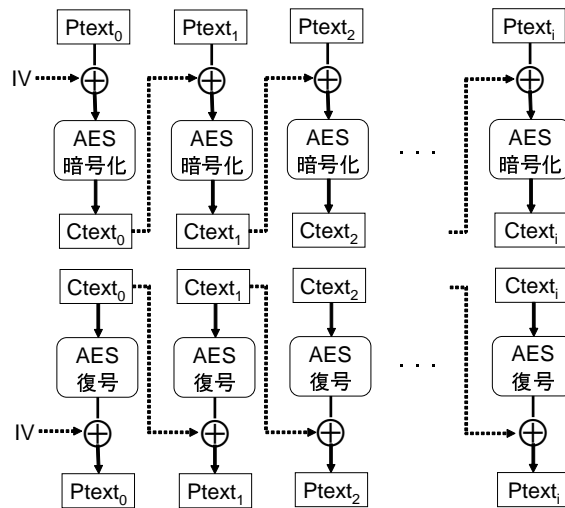 Ptext0 Ptext1 Ptext2 Ptexti
IV
AES AES AES AES
暗号化 暗号化 暗号化 · · · 暗号化
Ctext0 Ctext1 Ctext2 Ctexti
Ctext0 Ctext1 Ctext2 Ctexti
AES AES AES · · · AES
復号 復号 復号 復号
IV
Ptext0 Ptext1 Ptext2 Ptexti